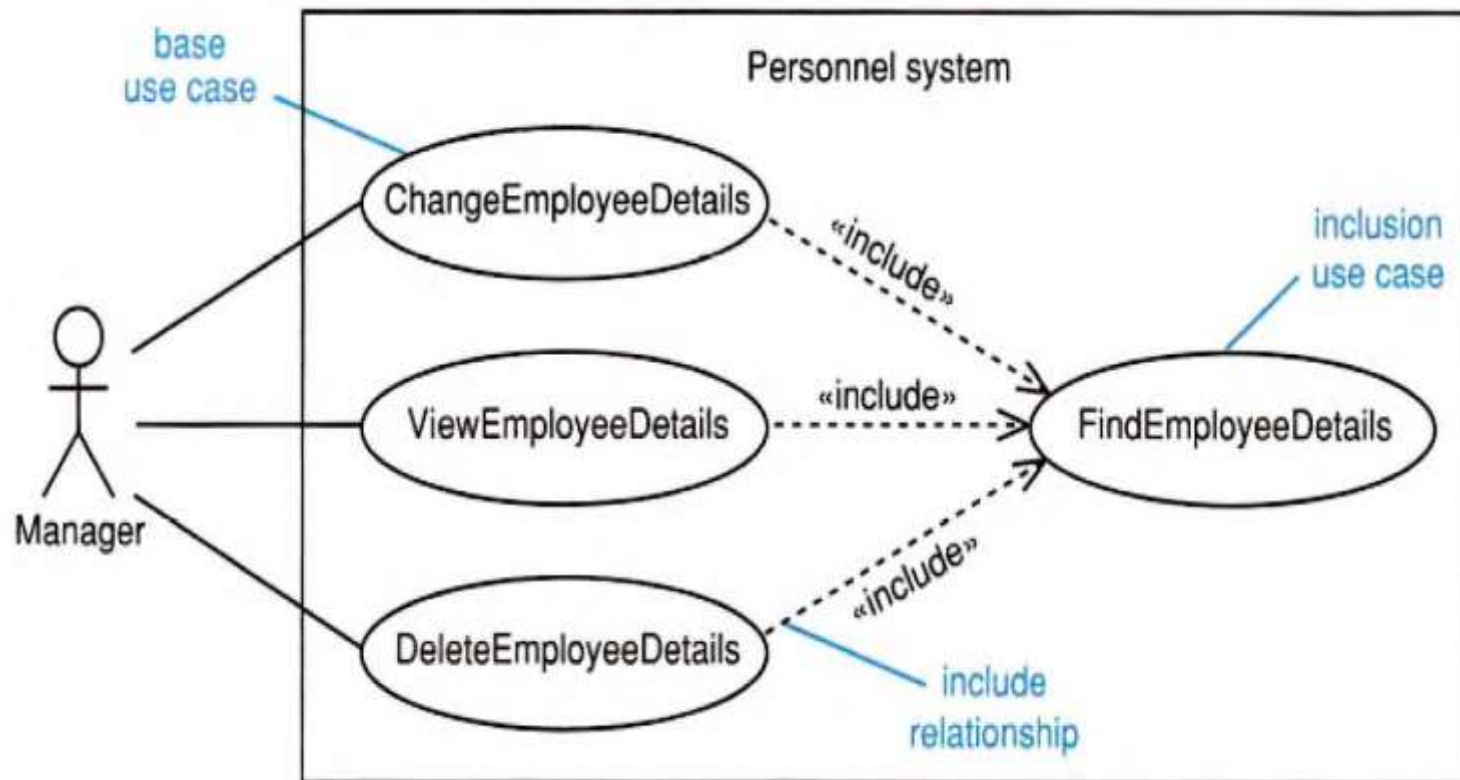 base
use case
Personnel system
ChangeEmployeeDetails
«include»
inclusion
use case
«include»
ViewEmployeeDetails
FindEmployeeDetails
Manager
«include»
DeleteEmployeeDetails
include
relationship